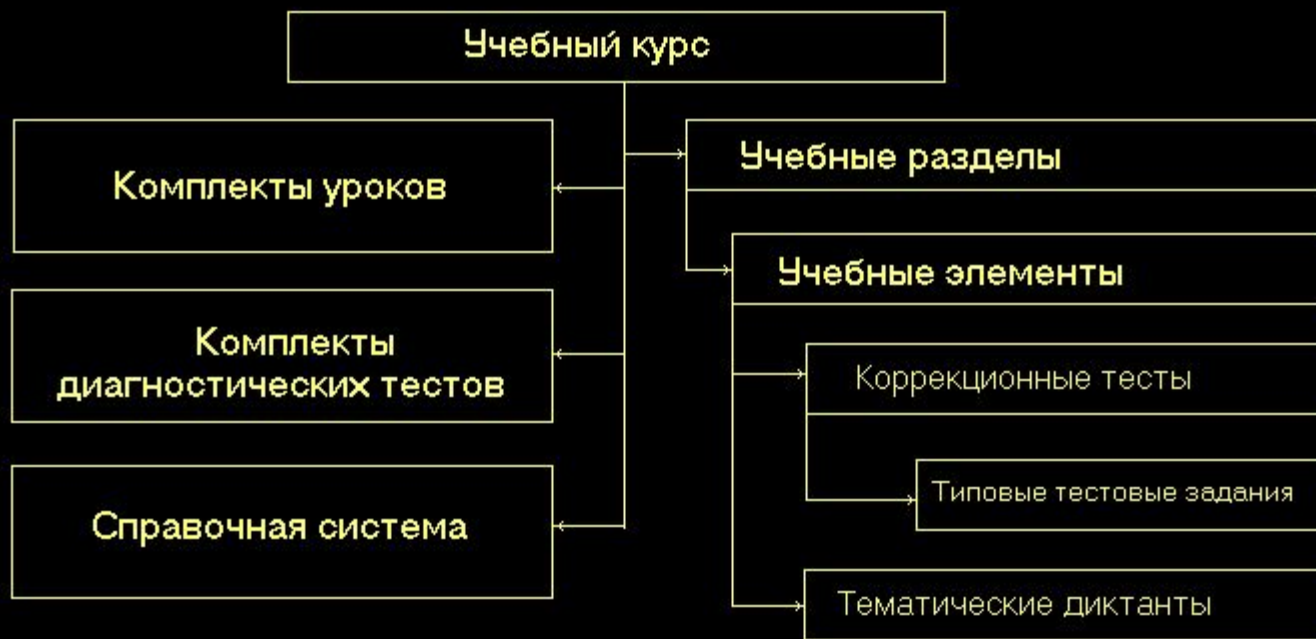 Учебный курс
Комплекты уроков
Комплекты
диагностических тестов
Справочная система
Учебные разделы
Учебные элементы
Коррекционные тесты
Типовые тестовые задания
Тематические диктанты